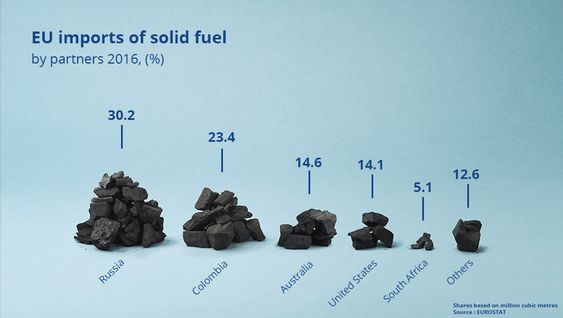 EU imports of solid fuel
by partners 2016, (%)
30.2
23.4
14.6
14.1
5.1
12.6
Russia
Colombia
Australia
United States
South Africa
Others
Shares based on million cubic metres
Source : EUROSTAT